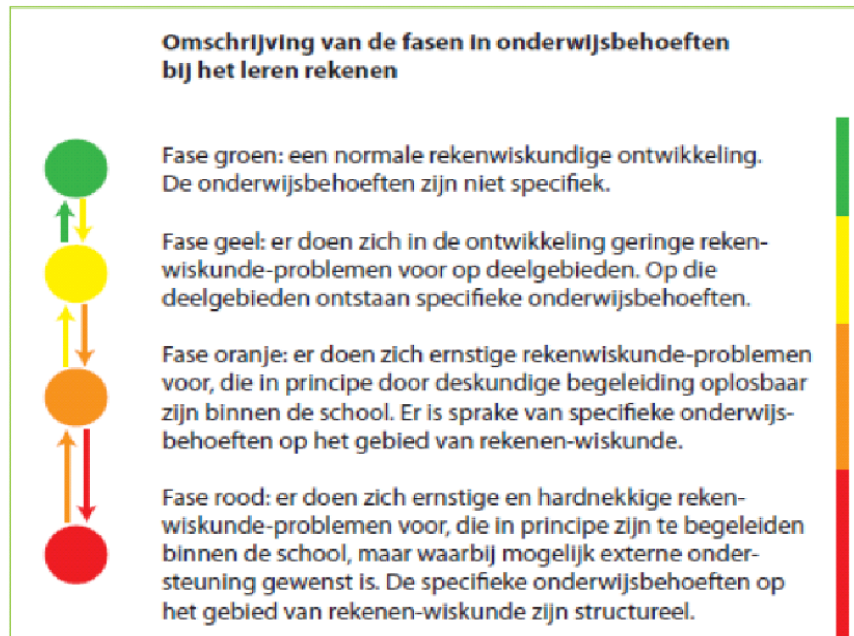 Omschrijving van de fasen in onderwijsbehoeften
bij het leren rekenen
Fase groen: een normale rekenwiskundige ontwikkeling.
De onderwijsbehoeften zijn niet specifiek.
Fase geel: er doen zich in de ontwikkeling geringe reken-
wiskunde-problemen voor op deelgebieden. Op die
deelgebieden ontstaan specifieke onderwijsbehoeften.
Fase oranje: er doen zich ernstige rekenwiskunde-problemen
voor, die in principe door deskundige begeleiding oplosbaar
zijn binnen de school. Er is sprake van specifieke onderwijs-
behoeften op het gebied van rekenen-wiskunde.
Fase rood: er doen zich ernstige en hardnekkige reken-
wiskunde-problemen voor, die in principe zijn te begeleiden
binnen de school, maar waarbij mogelijk externe onder-
steuning gewenst is. De specifieke onderwijsbehoeften op
het gebied van rekenen-wiskunde zijn structureel.